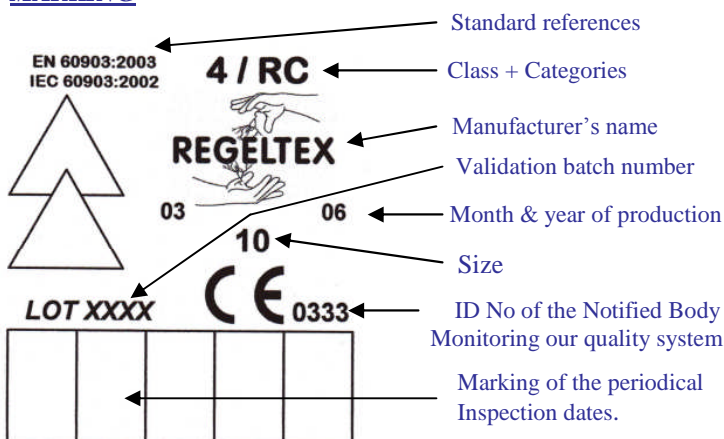 MARKING
Standard references
EN 60903:2003
IEC 60903:2002
4 / RC
Class + Categories
REGELTEX
Manufacturer's name
Validation batch number
03
06
Month & year of production
10
Size
LOT XXXX
CE 0333
ID No of the Notified Body
Monitoring our quality system
Marking of the periodical
Inspection dates.